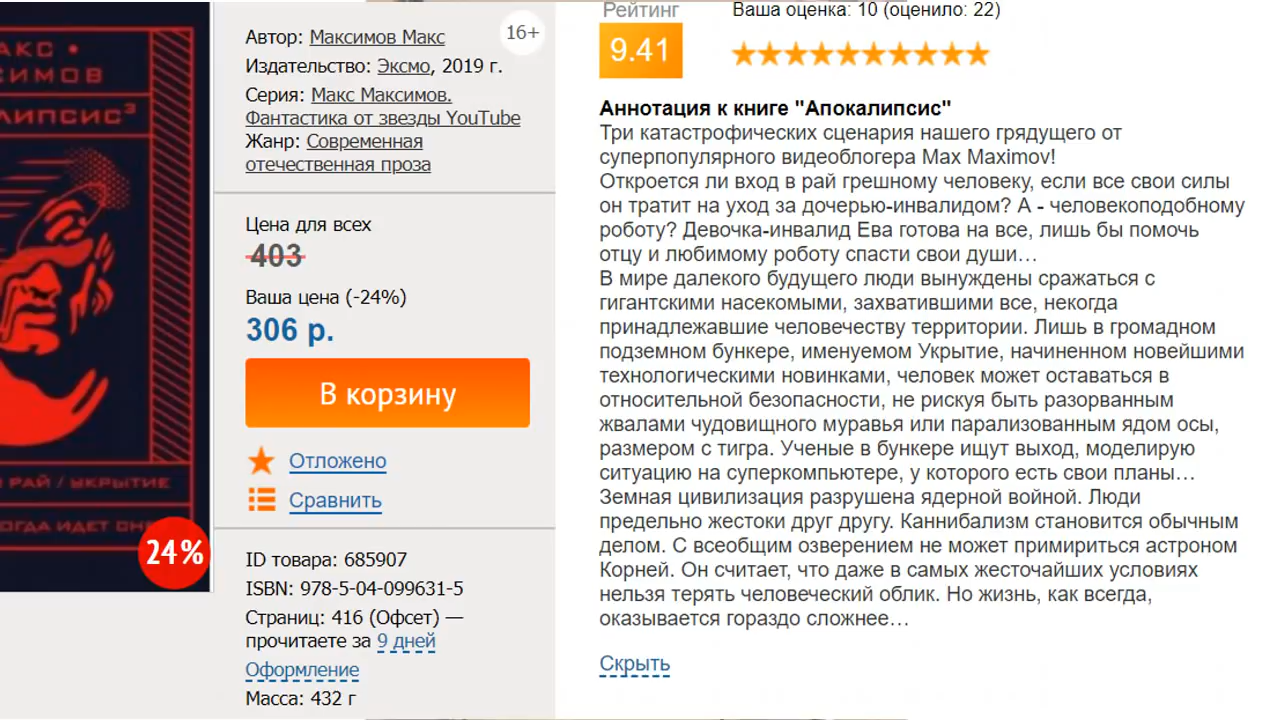 АКС •
СИМОВ
ЛИПСИС³
РАЙ / УКРЫТИЕ
ОГДА ИДЕТ СНЕ
24%
16+
Автор: Максимов Макс
Издательство: Эксмо, 2019 г.
Серия: Макс Максимов.
Фантастика от звезды YouTube
Жанр: Современная
отечественная проза
Цена для всех
403
Ваша цена (-24%)
306 р.
В корзину
Отложено
Сравнить
ID товара: 685907
ISBN: 978-5-04-099631-5
Страниц: 416 (Офсет) —
прочитаете за 9 дней
Оформление
Масса: 432 г
Рейтинг
9.41
Ваша оценка: 10 (оценило: 22)
Аннотация к книге "Апокалипсис"
Три катастрофических сценария нашего грядущего от
суперпопулярного видеоблогера Max Maximov!
Откроется ли вход в рай грешному человеку, если все свои силы
он тратит на уход за дочерью-инвалидом? А - человекоподобному
роботу? Девочка-инвалид Ева готова на все, лишь бы помочь
отцу и любимому роботу спасти свои души…
В мире далекого будущего люди вынуждены сражаться с
гигантскими насекомыми, захватившими все, некогда
принадлежавшие человечеству территории. Лишь в громадном
подземном бункере, именуемом Укрытие, начиненном новейшими
технологическими новинками, человек может оставаться в
относительной безопасности, не рискуя быть разорванным
жвалами чудовищного муравья или парализованным ядом осы,
размером с тигра. Ученые в бункере ищут выход, моделирую
ситуацию на суперкомпьютере, у которого есть свои планы…
Земная цивилизация разрушена ядерной войной. Люди
предельно жестоки друг другу. Каннибализм становится обычным
делом. С всеобщим озверением не может примириться астроном
Корней. Он считает, что даже в самых жесточайших условиях
нельзя терять человеческий облик. Но жизнь, как всегда,
оказывается гораздо сложнее…
Скрыть